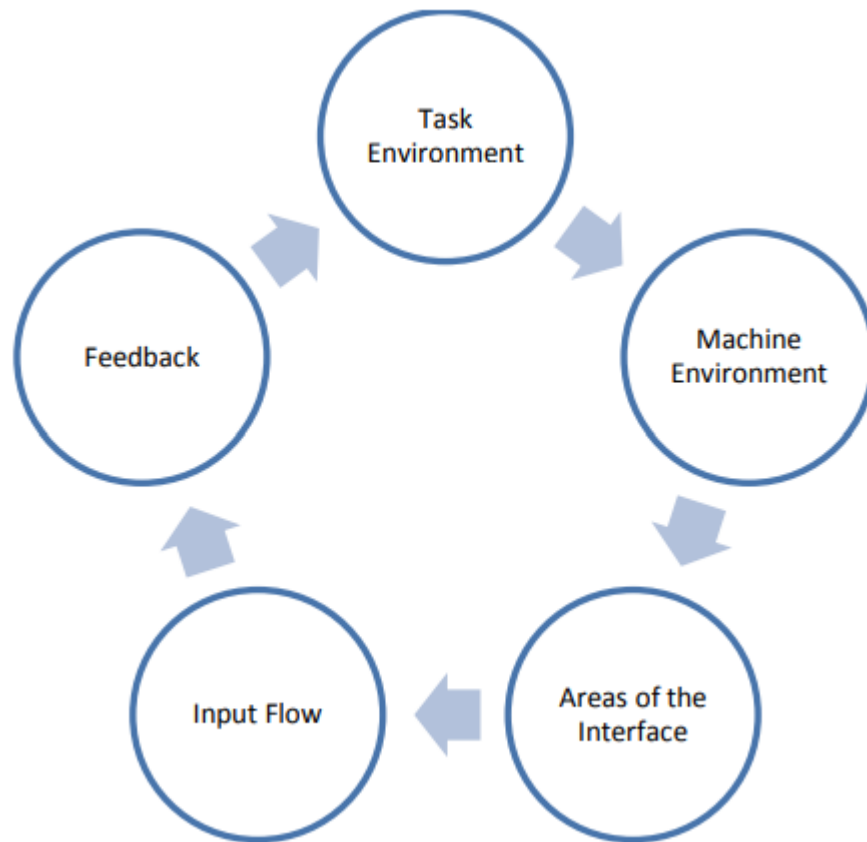 Task
Environment
Machine
Environment
Areas of the
Interface
Input Flow
Feedback